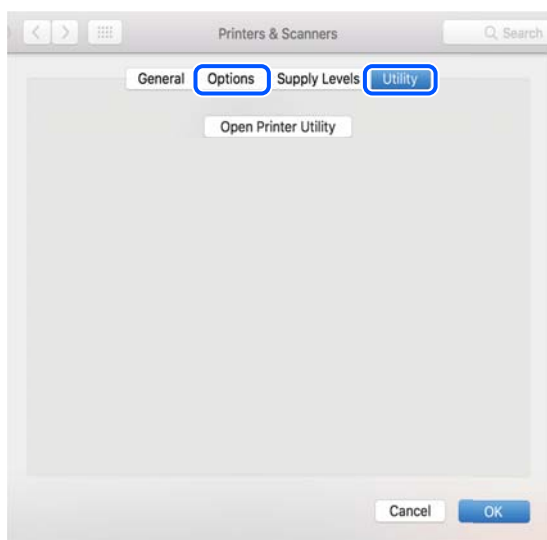 Printers & Scanners
Search
General Options Supply Levels Utility
Open Printer Utility
Cancel OK